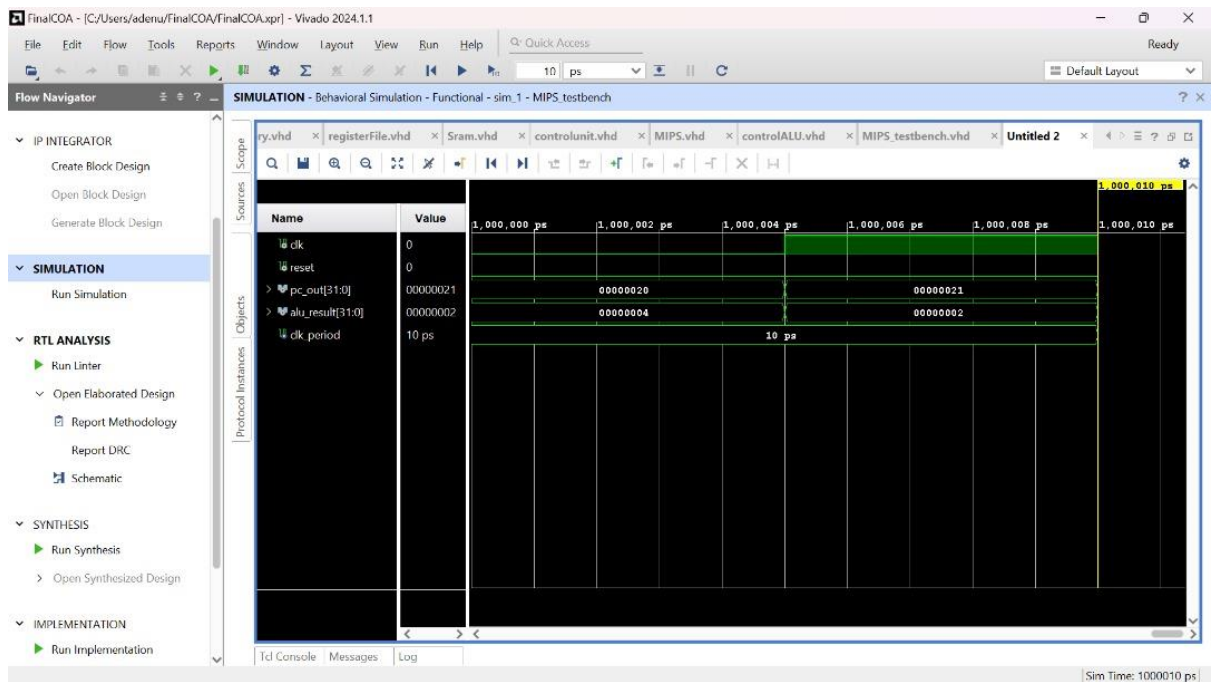 FinalCOA - [C:/Users/adenu/FinalCOA/FinalCOA.xpr] - Vivado 2024.1.1
File Edit Flow Tools Reports Window Layout View Run Help Quick Access Ready
10 ps Default Layout
Flow Navigator SIMULATION - Behavioral Simulation - Functional - sim_1 - MIPS_testbench
IP INTEGRATOR
Create Block Design
Open Block Design
Generate Block Design
SIMULATION
Run Simulation
RTL ANALYSIS
Run Linter
Open Elaborated Design
Report Methodology
Report DRC
Schematic
SYNTHESIS
Run Synthesis
Open Synthesized Design
IMPLEMENTATION
Run Implementation
Scope
Sources
Objects
Protocol Instances
ry.vhd registerFile.vhd Sram.vhd controlunit.vhd MIPS.vhd controlALU.vhd MIPS_testbench.vhd Untitled 2
1,000,010 ps
Name Value 1,000,000 ps 1,000,002 ps 1,000,004 ps 1,000,006 ps 1,000,008 ps 1,000,010 ps
clk 0
reset 0
pc_out[31:0] 00000021 00000020 00000021
alu_result[31:0] 00000002 00000004 00000002
clk_period 10 ps 10 ps
Tcl Console Messages Log
Sim Time: 1000010 ps